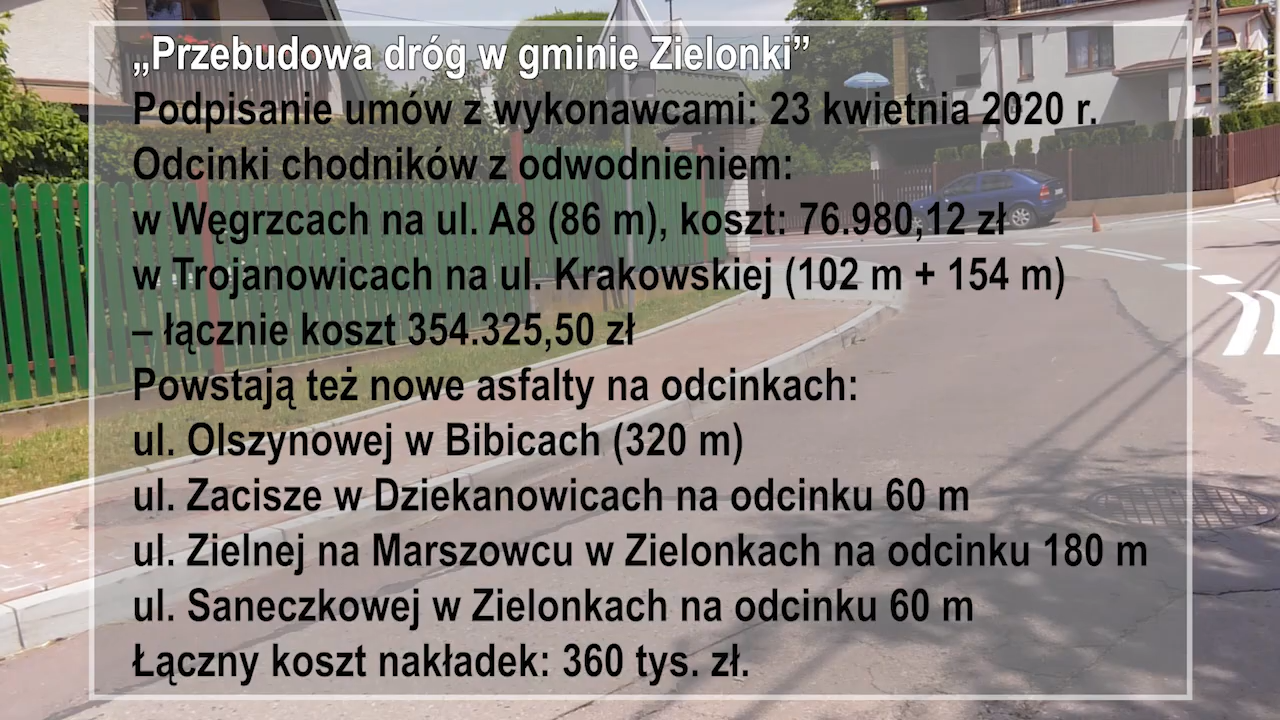 „Przebudowa dróg w gminie Zielonki”
Podpisanie umów z wykonawcami: 23 kwietnia 2020 r.
Odcinki chodników z odwodnieniem:
w Węgrzcach na ul. A8 (86 m), koszt: 76.980,12 zł
w Trojanowicach na ul. Krakowskiej (102 m + 154 m)
– łącznie koszt 354.325,50 zł
Powstają też nowe asfalty na odcinkach:
ul. Olszynowej w Bibicach (320 m)
ul. Zacisze w Dziekanowicach na odcinku 60 m
ul. Zielnej na Marszowcu w Zielonkach na odcinku 180 m
ul. Saneczkowej w Zielonkach na odcinku 60 m
Łączny koszt nakładek: 360 tys. zł.